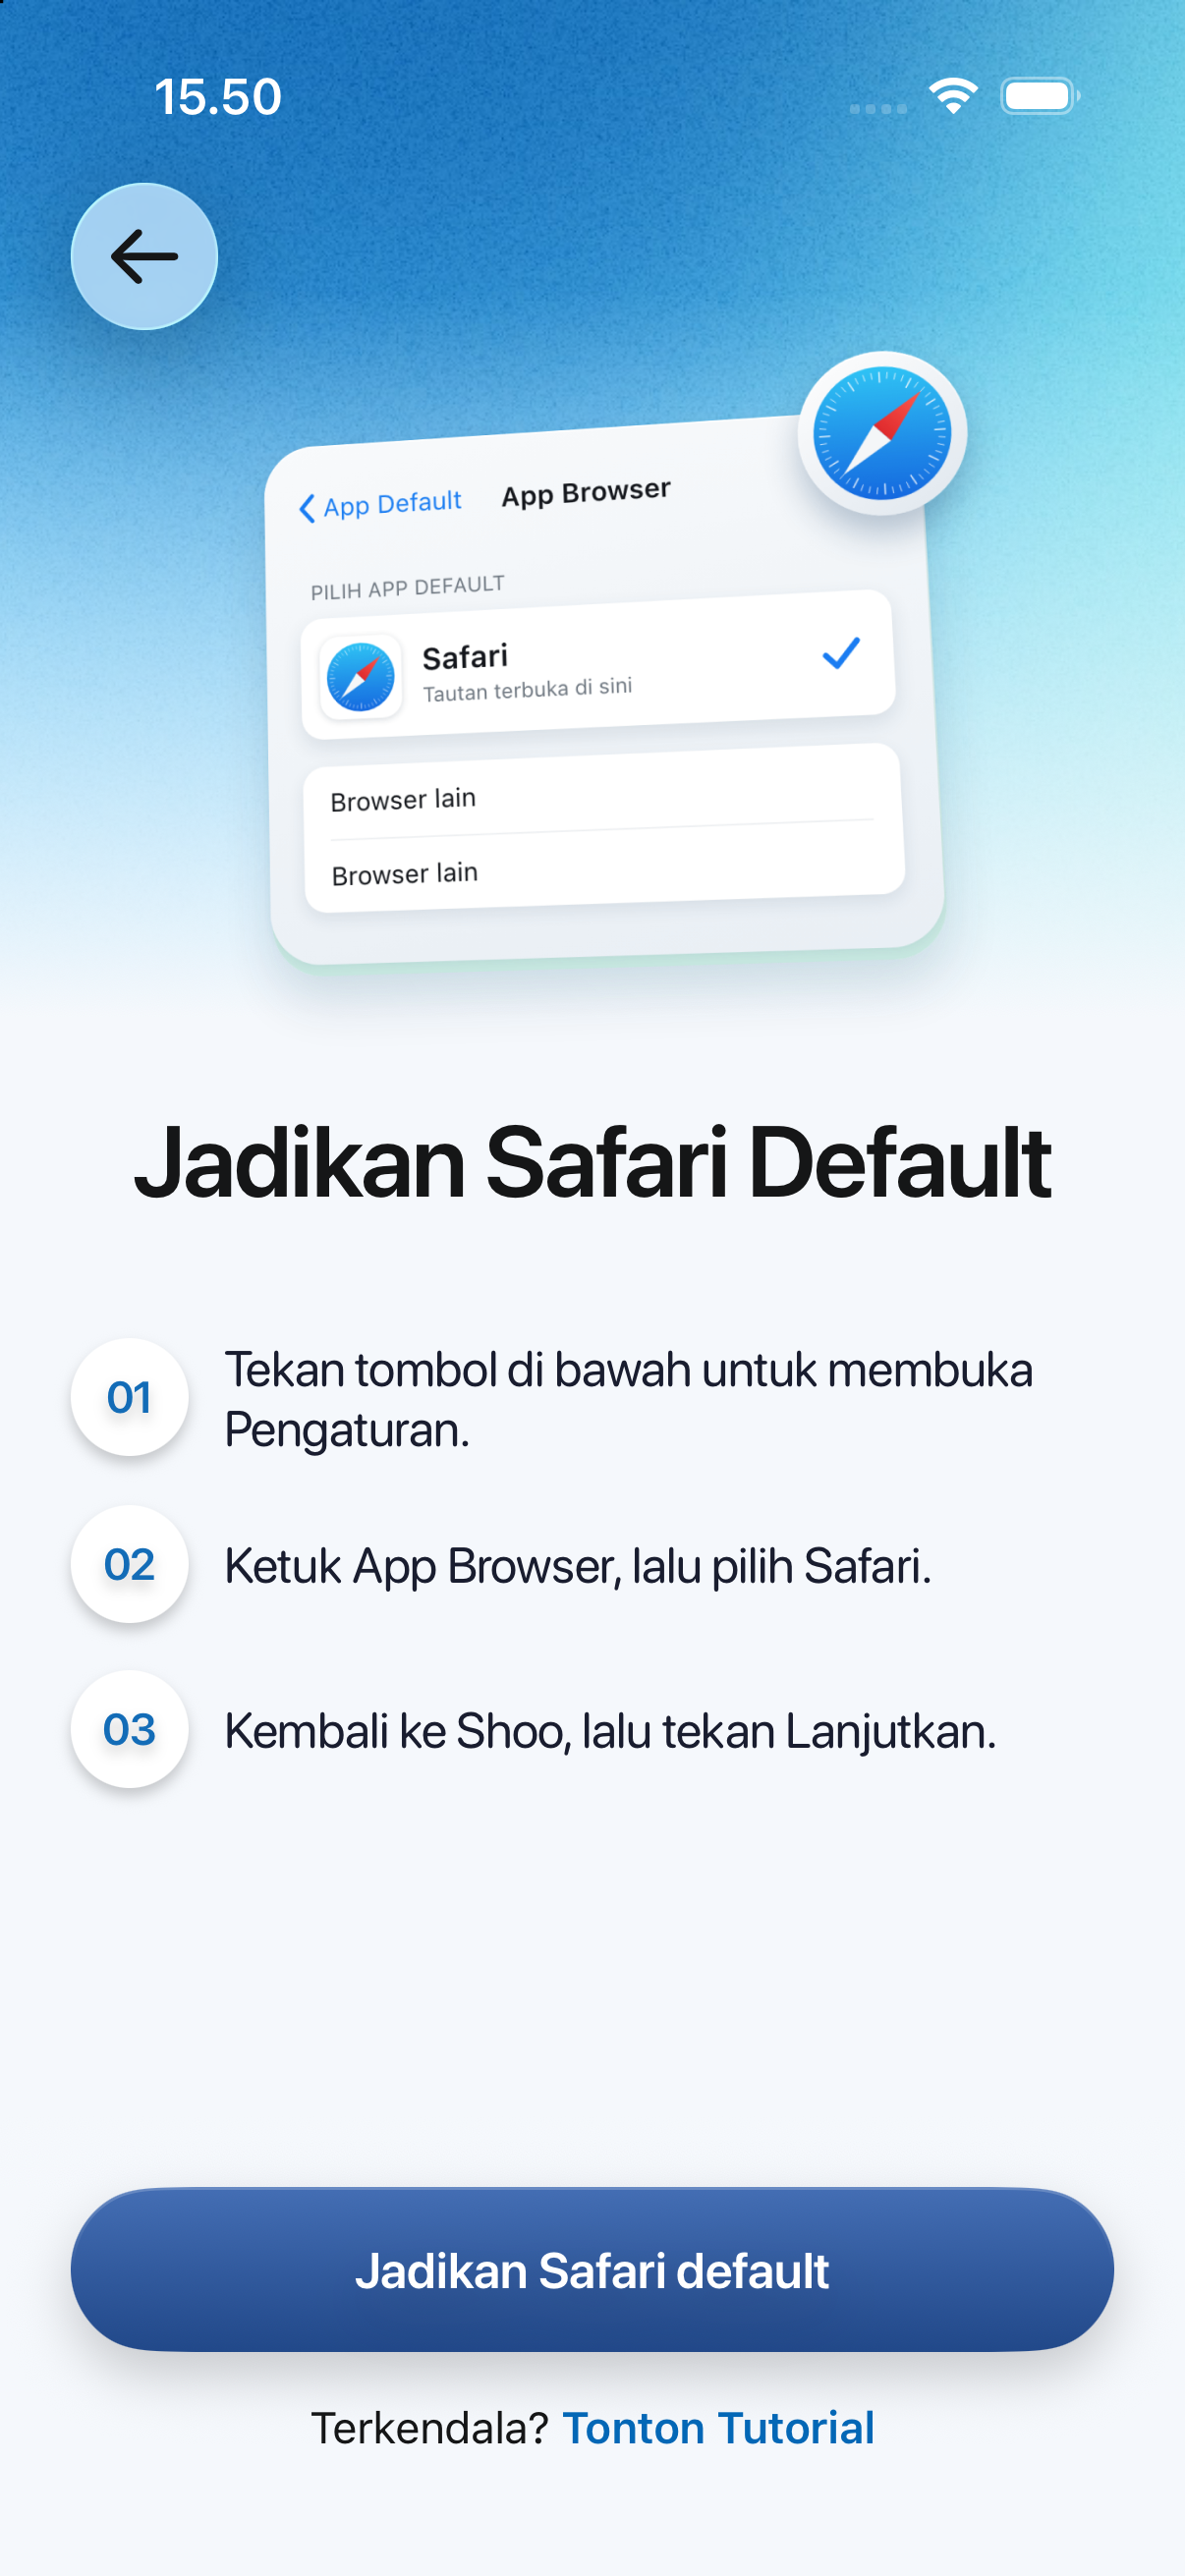 15.50
App Default
App Browser
PILIH APP DEFAULT
Safari
Tautan terbuka di sini
Browser lain
Browser lain
Jadikan Safari Default
01
Tekan tombol di bawah untuk membuka
Pengaturan.
02
Ketuk App Browser, lalu pilih Safari.
03
Kembali ke Shoo, lalu tekan Lanjutkan.
Jadikan Safari default
Terkendala? Tonton Tutorial